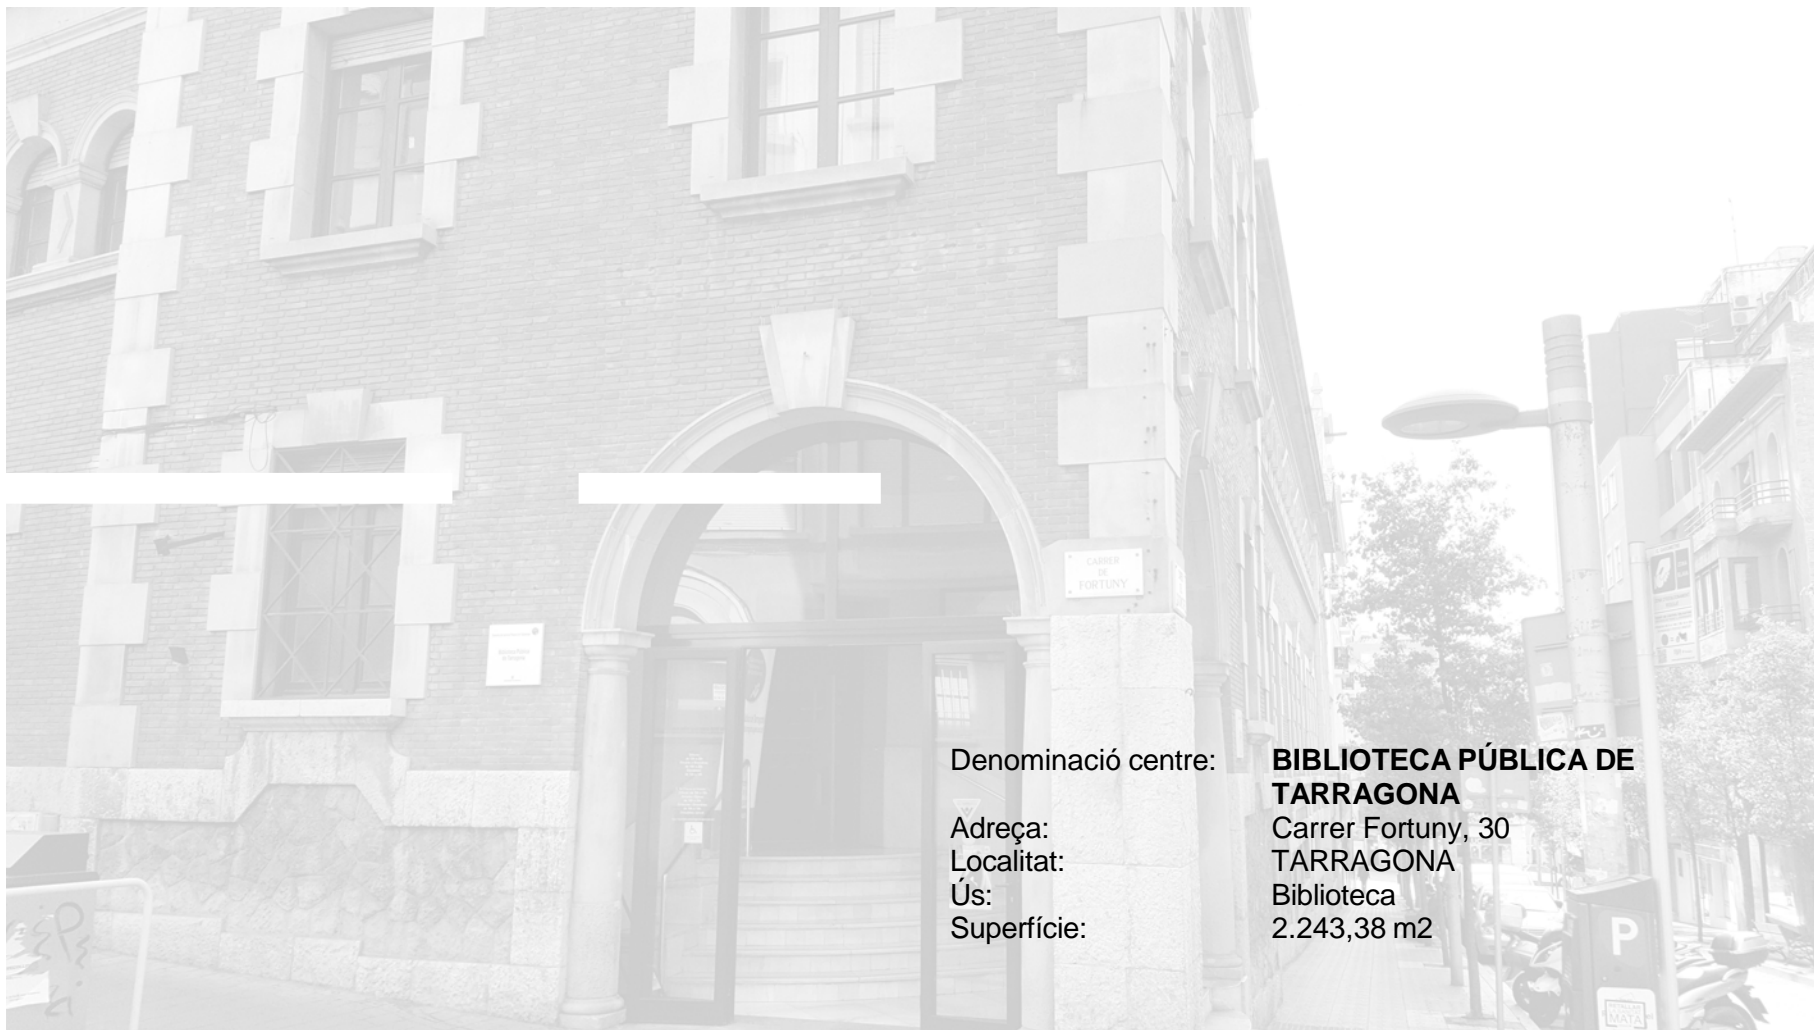 CARRER
DE
FORTUNY
Denominació centre: BIBLIOTECA PÚBLICA DE
TARRAGONA
Adreça: Carrer Fortuny, 30
Localitat: TARRAGONA
Ús: Biblioteca
Superfície: 2.243,38 m2
P
MATA